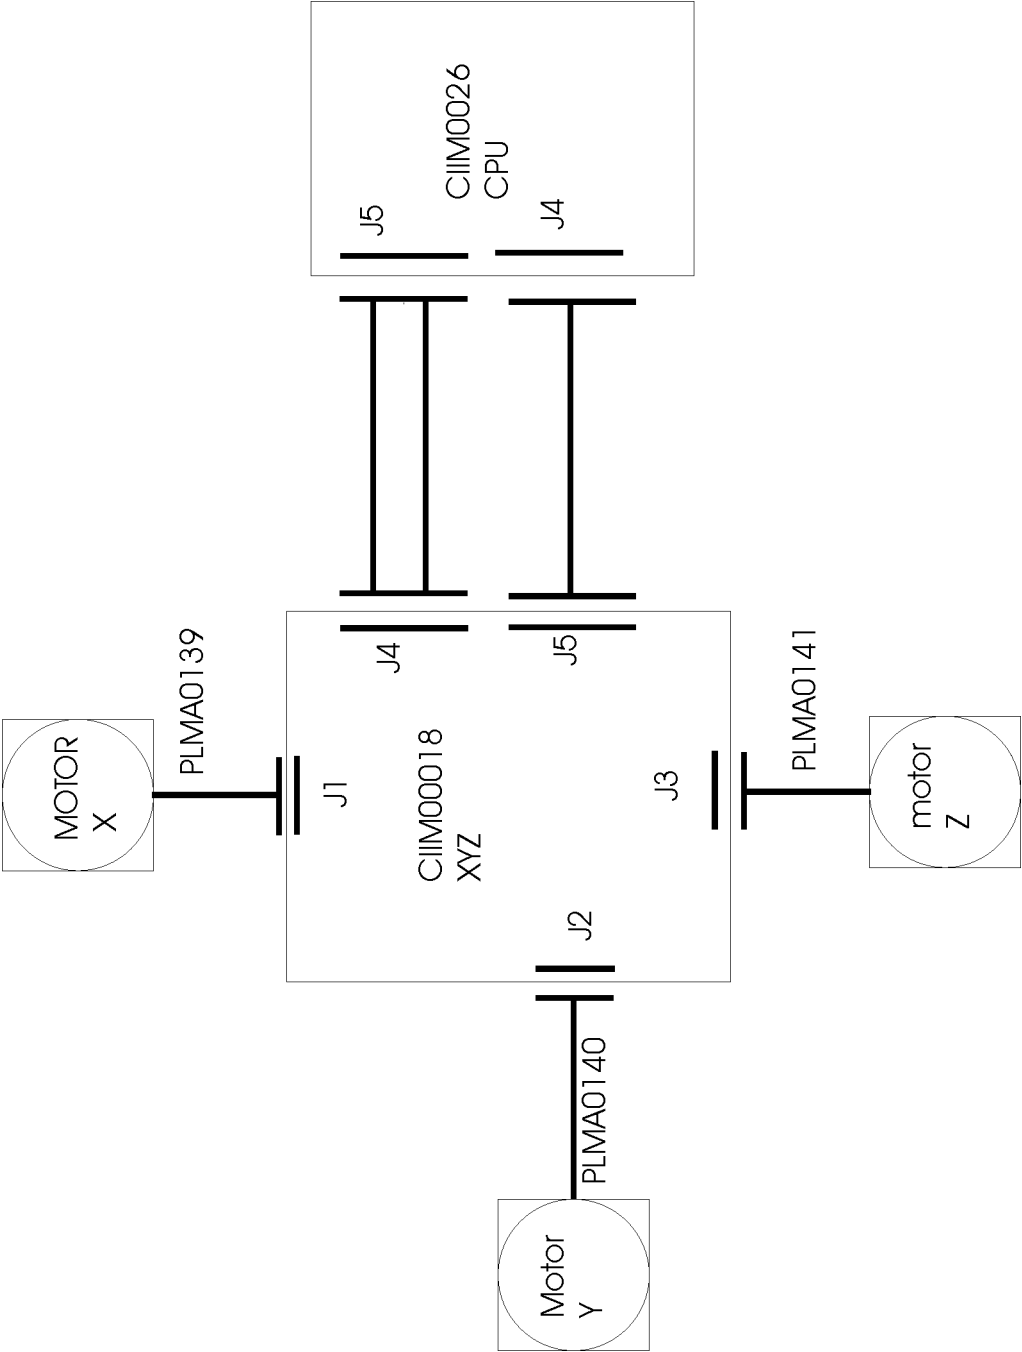 MOTOR
X
PLMA0139
J1
J4
J5
CIIM00018
XYZ
CIIM0026
CPU
J5
J4
J2
J3
Motor
Y
PLMA0140
PLMA0141
motor
Z